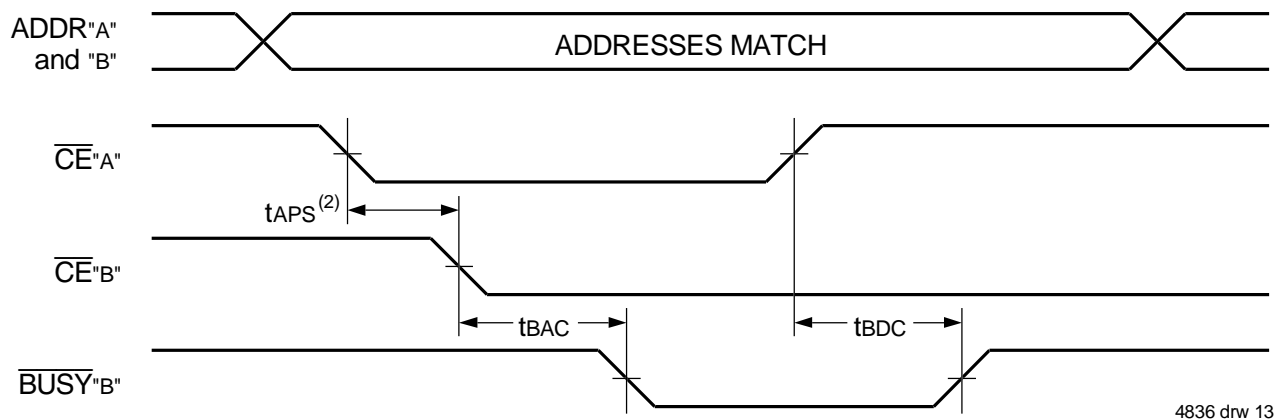 ADDR"A"
and "B"
ADDRESSES MATCH
CE"A"
tAPS(2)
CE"B"
tBAC
tBDC
BUSY"B"
4836 drw 13